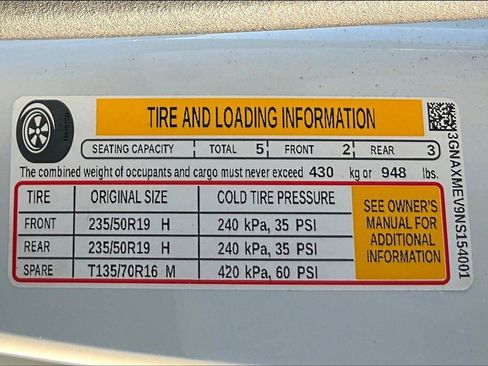 TIRE AND LOADING INFORMATION
SEATING CAPACITY TOTAL 5 FRONT 2 REAR 3
The combined weight of occupants and cargo must never exceed 430 kg or 948 lbs.
TIRE ORIGINAL SIZE COLD TIRE PRESSURE
FRONT 235/50R19 H 240 kPa, 35 PSI
REAR 235/50R19 H 240 kPa, 35 PSI
SPARE T135/70R16 M 420 kPa, 60 PSI
SEE OWNER'S
MANUAL FOR
ADDITIONAL
INFORMATION
3GNAXMEV9NS154001